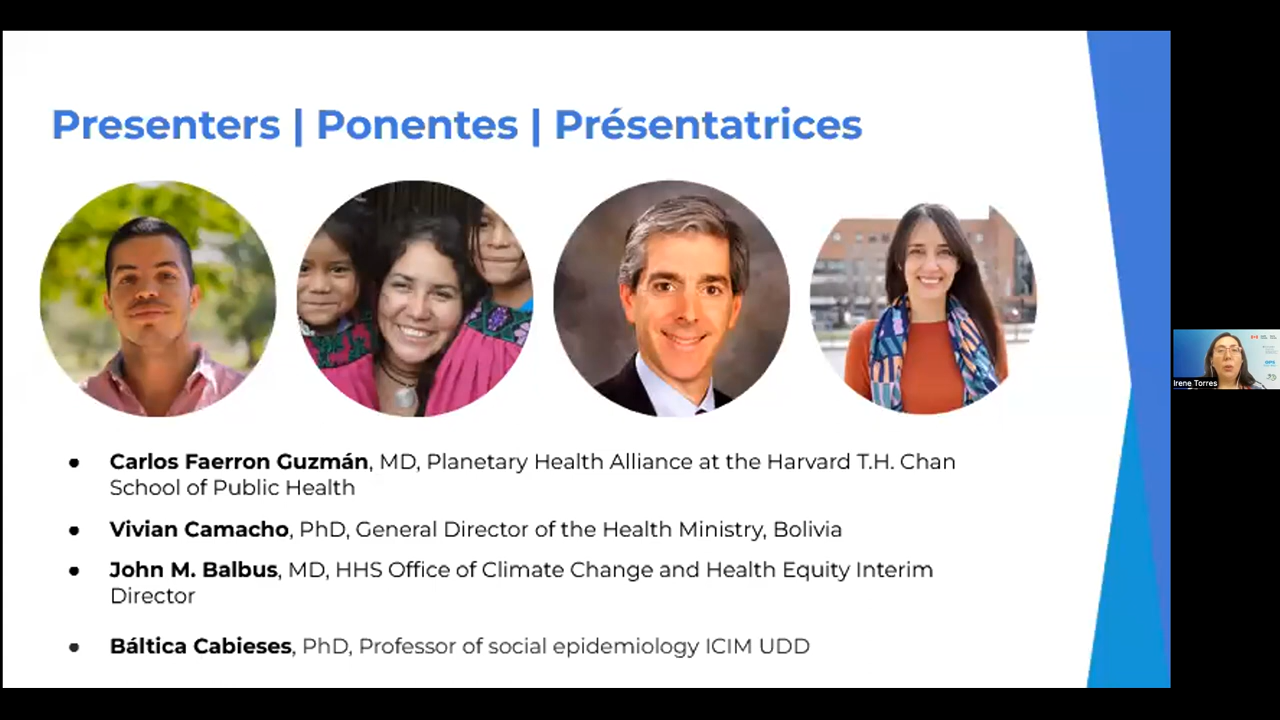 Presenters | Ponentes | Présentatrices
● Carlos Faerron Guzmán, MD, Planetary Health Alliance at the Harvard T.H. Chan
School of Public Health
● Vivian Camacho, PhD, General Director of the Health Ministry, Bolivia
● John M. Balbus, MD, HHS Office of Climate Change and Health Equity Interim
Director
● Báltica Cabieses, PhD, Professor of social epidemiology ICIM UDD
Irene Torres